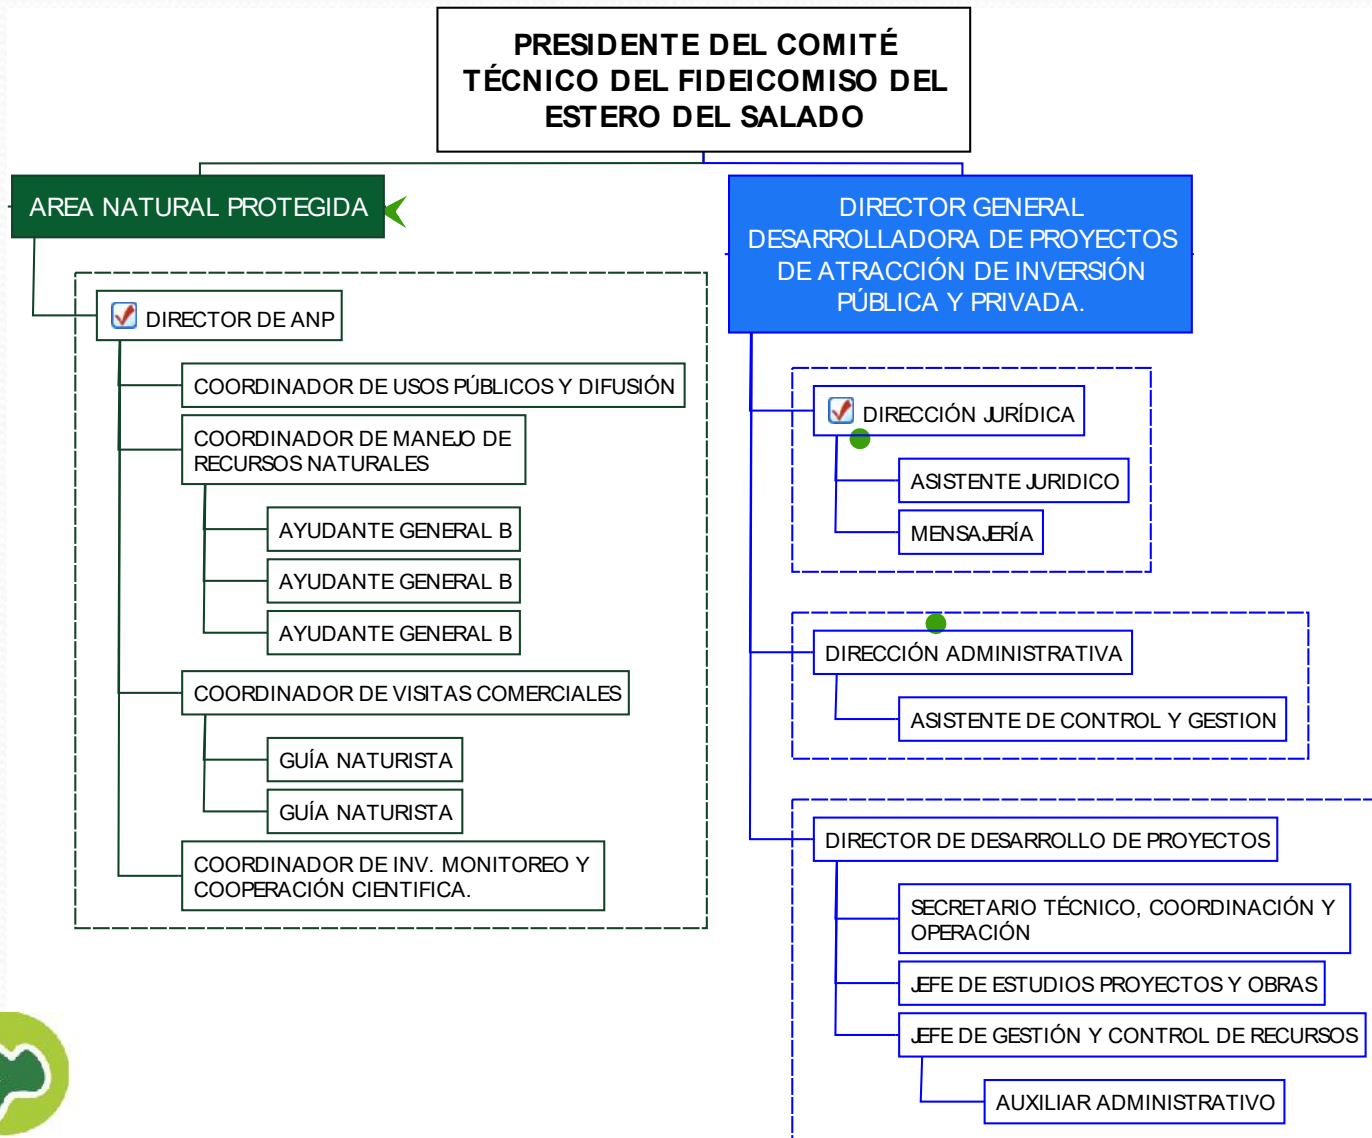 PRESIDENTE DEL COMITÉ
TÉCNICO DEL FIDEICOMISO DEL
ESTERO DEL SALADO
AREA NATURAL PROTEGIDA
DIRECTOR DE ANP
COORDINADOR DE USOS PÚBLICOS Y DIFUSIÓN
COORDINADOR DE MANEJO DE
RECURSOS NATURALES
AYUDANTE GENERAL B
AYUDANTE GENERAL B
AYUDANTE GENERAL B
COORDINADOR DE VISITAS COMERCIALES
GUÍA NATURISTA
GUÍA NATURISTA
COORDINADOR DE INV. MONITOREO Y
COOPERACIÓN CIENTIFICA.
DIRECTOR GENERAL
DESARROLLADORA DE PROYECTOS
DE ATRACCIÓN DE INVERSIÓN
PÚBLICA Y PRIVADA.
DIRECCIÓN JURÍDICA
ASISTENTE JURIDICO
MENSAJERÍA
DIRECCIÓN ADMINISTRATIVA
ASISTENTE DE CONTROL Y GESTION
DIRECTOR DE DESARROLLO DE PROYECTOS
SECRETARIO TÉCNICO, COORDINACIÓN Y
OPERACIÓN
JEFE DE ESTUDIOS PROYECTOS Y OBRAS
JEFE DE GESTIÓN Y CONTROL DE RECURSOS
AUXILIAR ADMINISTRATIVO